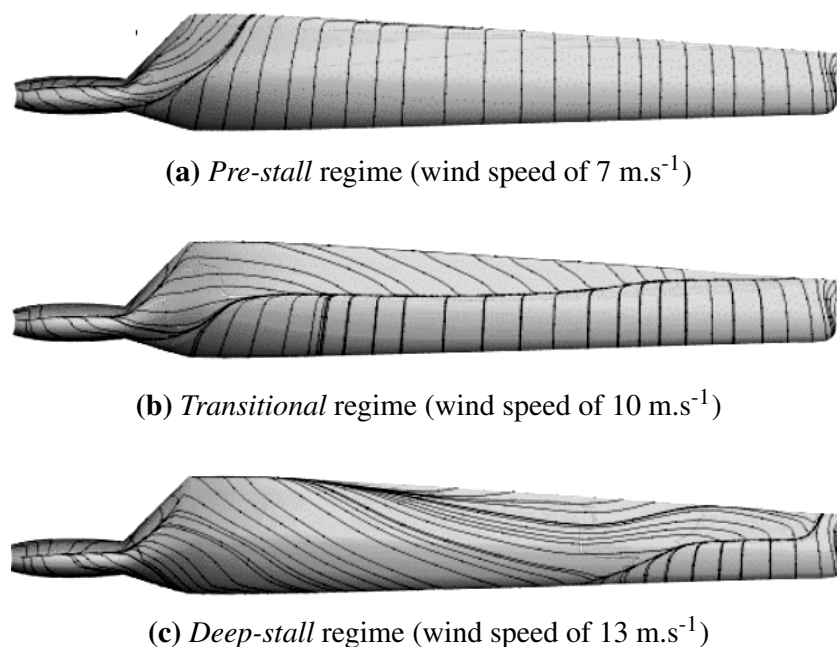 (a) Pre-stall regime (wind speed of 7 m.s-1)
(b) Transitional regime (wind speed of 10 m.s-1)
(c) Deep-stall regime (wind speed of 13 m.s-1)